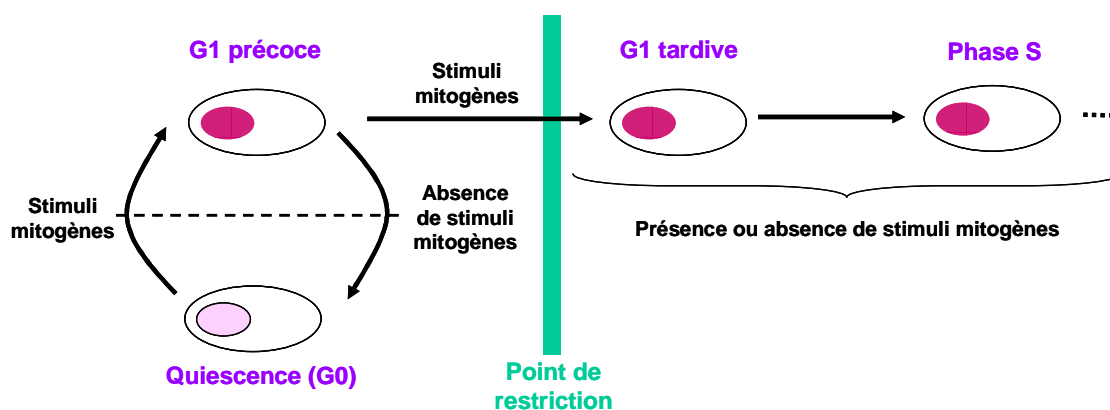 G1 précoce
Stimuli
mitogènes
G1 tardive
Phase S
Stimuli
mitogènes
Absence
de stimuli
mitogènes
Présence ou absence de stimuli mitogènes
Quiescence (G0)
Point de
restriction